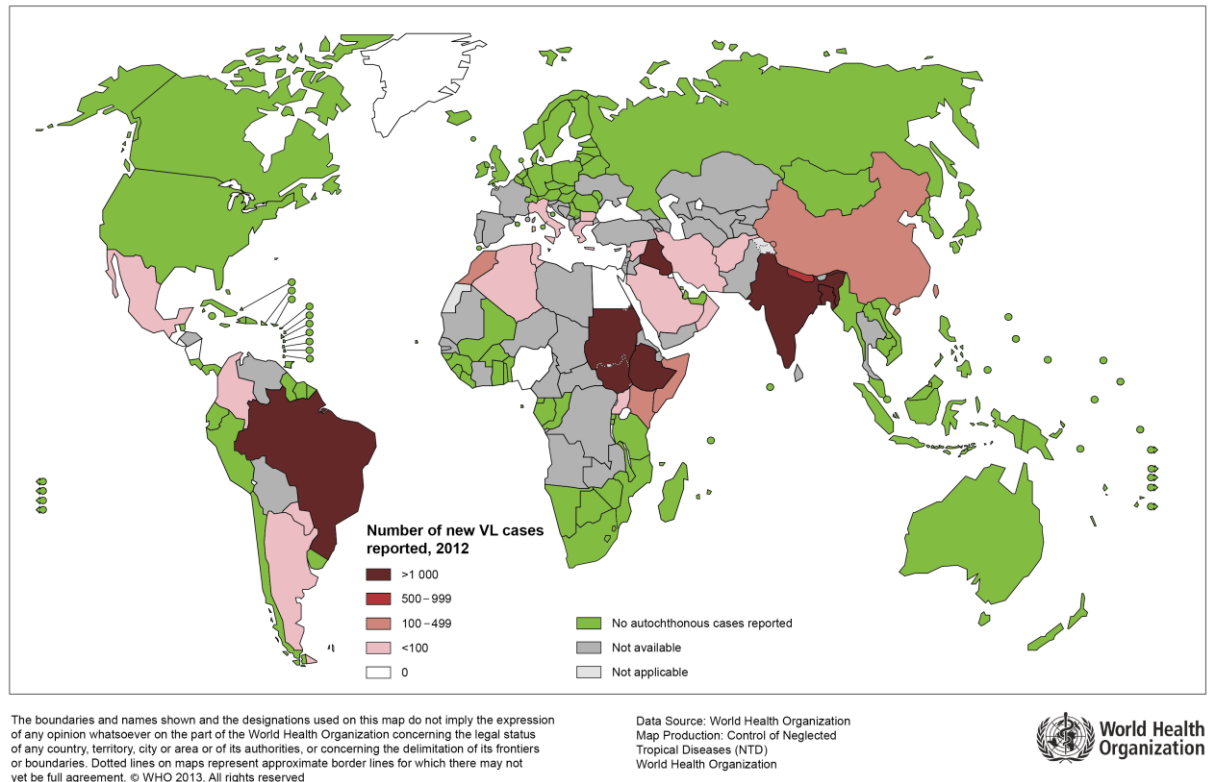 Number of new VL cases
reported, 2012
>1 000
500–999
100–499
<100
0
No autochthonous cases reported
Not available
Not applicable
The boundaries and names shown and the designations used on this map do not imply the expression
of any opinion whatsoever on the part of the World Health Organization concerning the legal status
of any country, territory, city or area or of its authorities, or concerning the delimitation of its frontiers
or boundaries. Dotted lines on maps represent approximate border lines for which there may not
yet be full agreement. © WHO 2013. All rights reserved
Data Source: World Health Organization
Map Production: Control of Neglected
Tropical Diseases (NTD)
World Health Organization
World Health
Organization